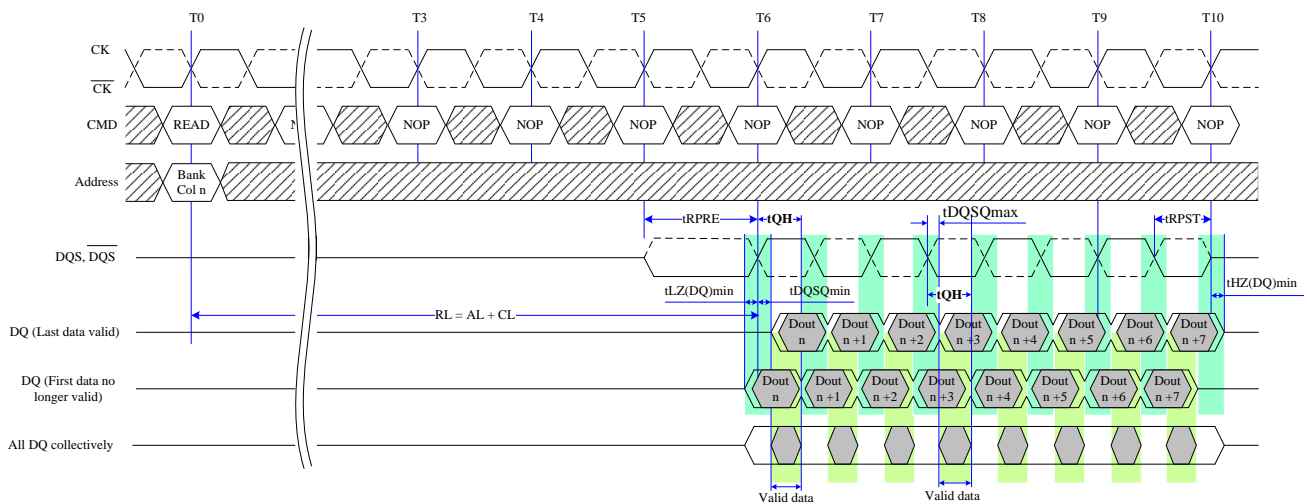 T0 T3 T4 T5 T6 T7 T8 T9 T10
CK
CK
CMD READ N NOP NOP NOP NOP NOP NOP NOP NOP
Address Bank
Col n
tRPRE tQH tDQSQmax tRPST
DQS, DQS
tLZ(DQ)min tDQSQmin tQH tHZ(DQ)min
RL = AL + CL
DQ (Last data valid) Dout Dout Dout Dout Dout Dout Dout Dout
n n +1 n +2 n +3 n +4 n +5 n +6 n +7
DQ (First data no Dout Dout Dout Dout Dout Dout Dout Dout
longer valid) n n +1 n +2 n +3 n +4 n +5 n +6 n +7
All DQ collectively
Valid data Valid data